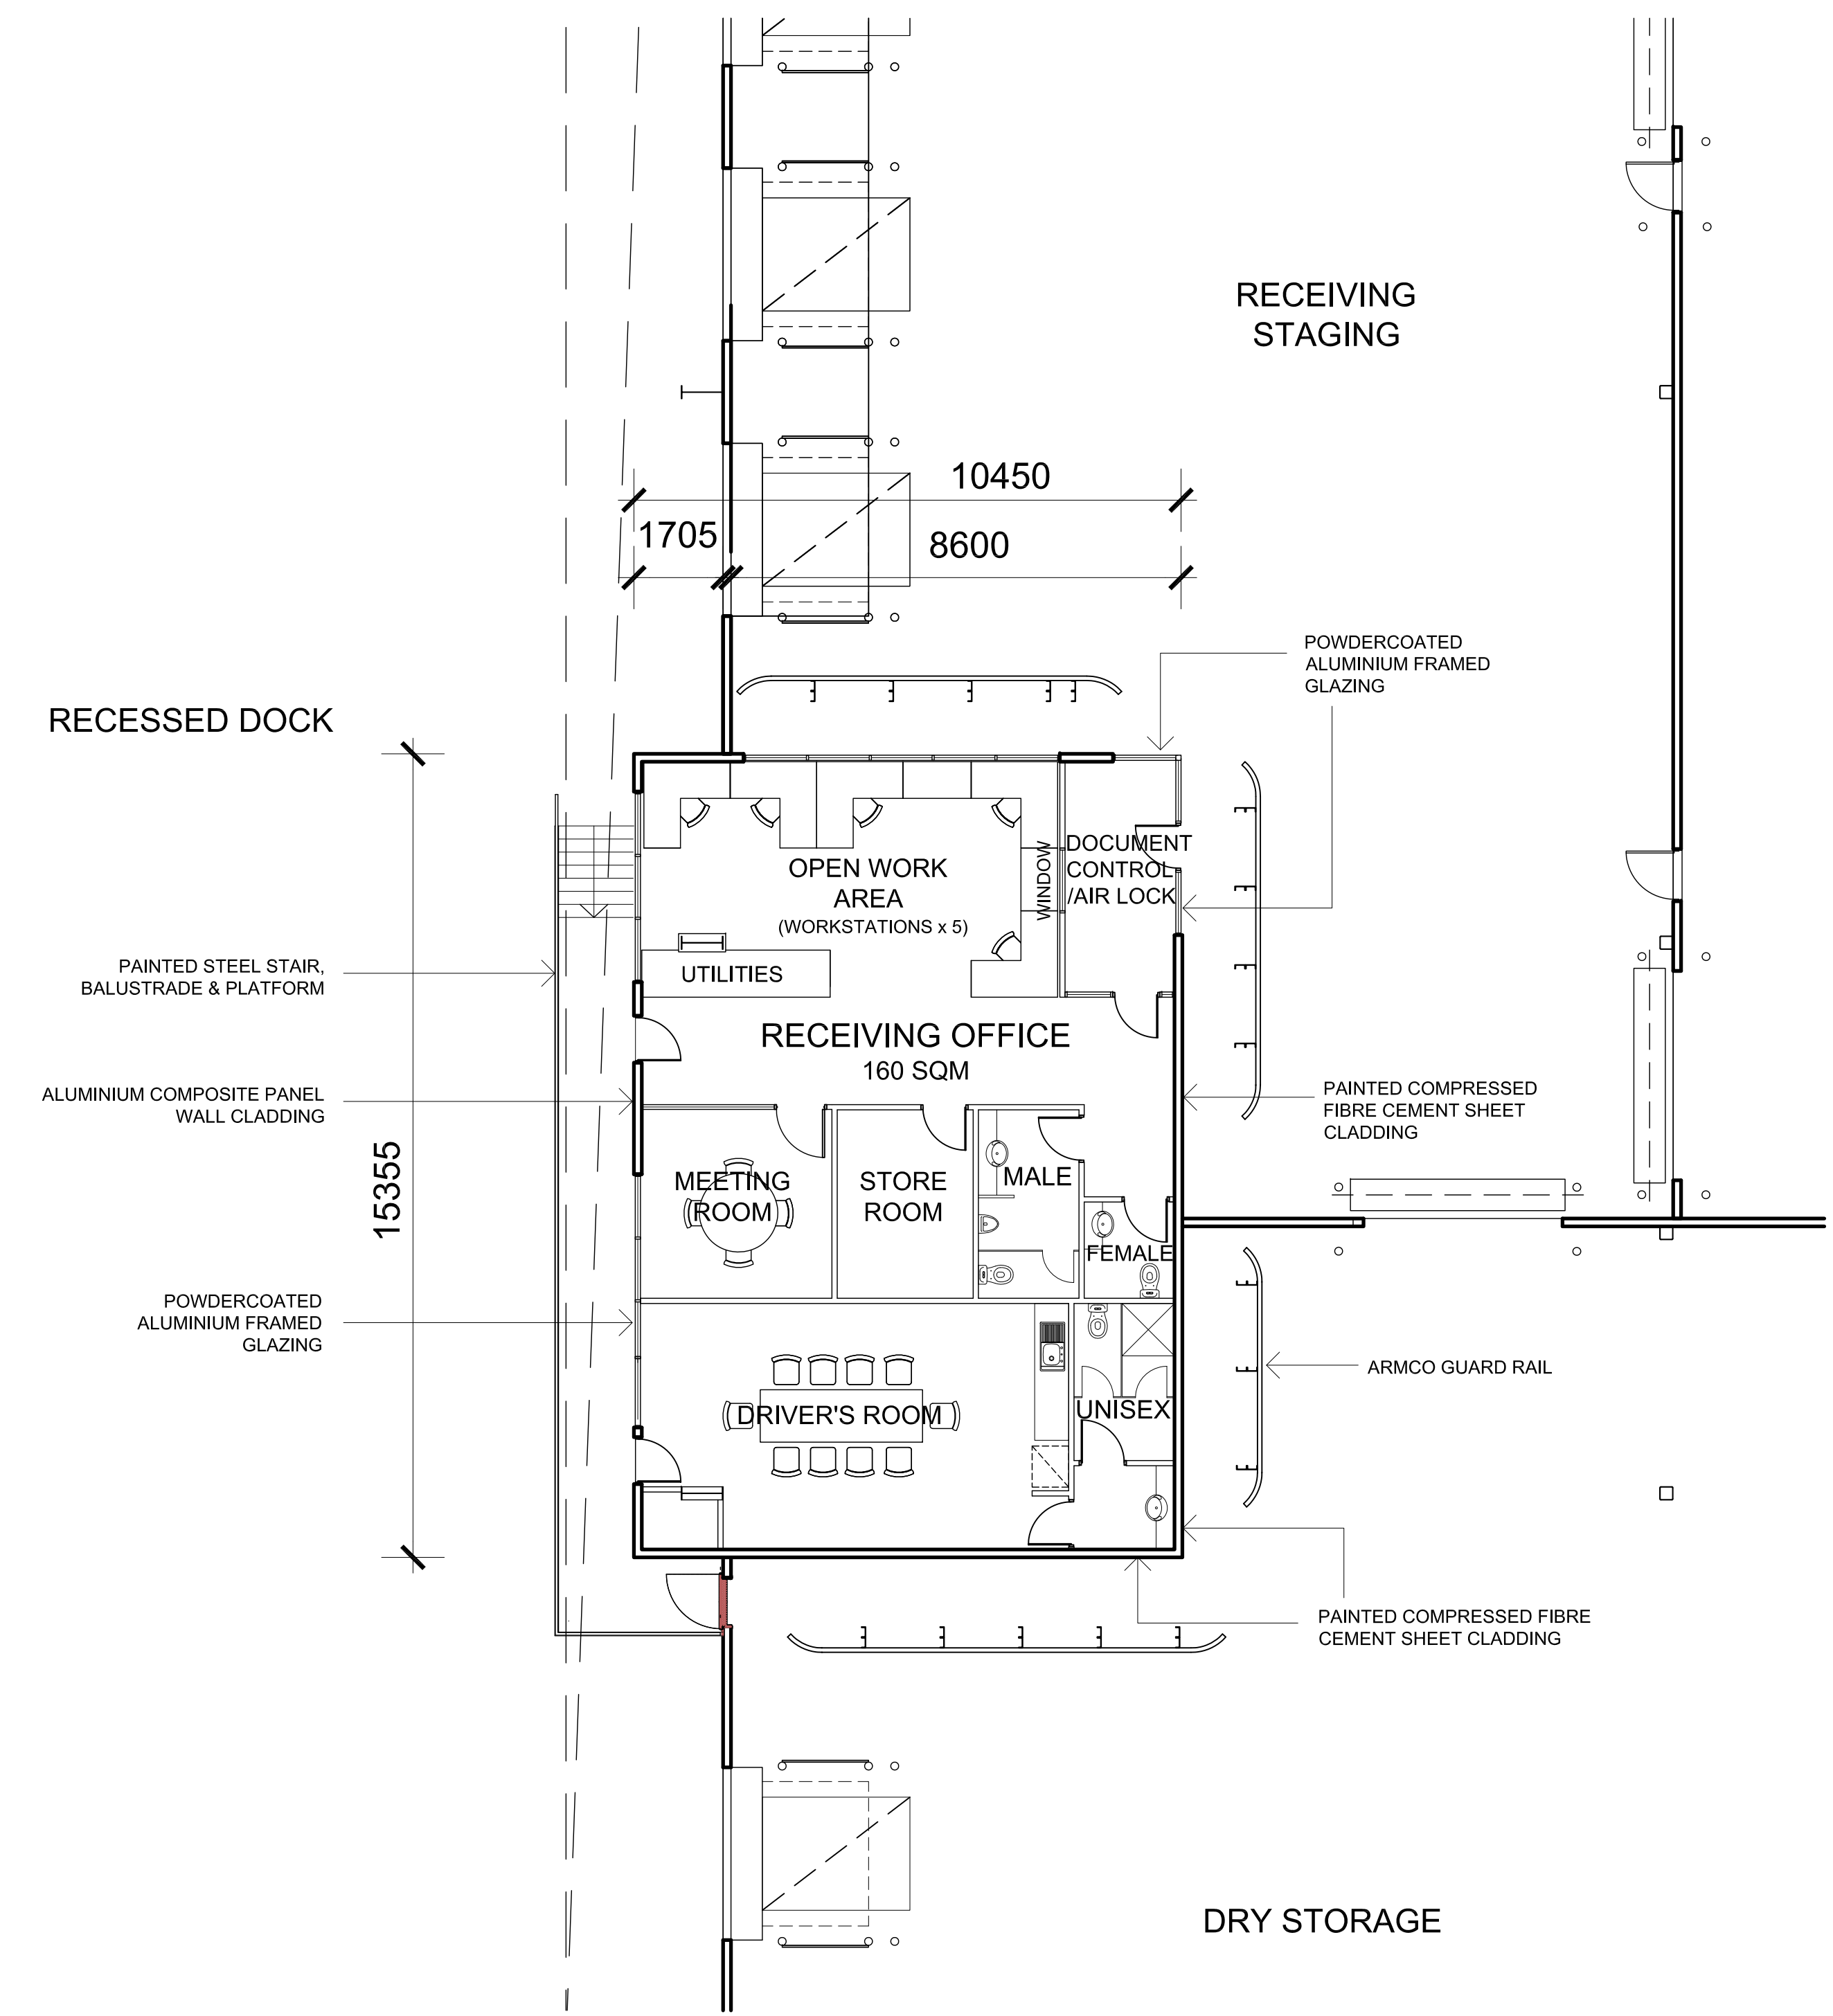 RECEIVING
STAGING
10450
1705
8600
POWDERCOATED
ALUMINIUM FRAMED
GLAZING
RECESSED DOCK
DOCUMENT
CONTROL
/AIR LOCK
WINDOW
OPEN WORK
AREA
(WORKSTATIONS x 5)
UTILITIES
PAINTED STEEL STAIR,
BALUSTRADE & PLATFORM
RECEIVING OFFICE
160 SQM
ALUMINIUM COMPOSITE PANEL
WALL CLADDING
PAINTED COMPRESSED
FIBRE CEMENT SHEET
CLADDING
15355
MEETING
ROOM
STORE
ROOM
MALE
FEMALE
POWDERCOATED
ALUMINIUM FRAMED
GLAZING
ARMCO GUARD RAIL
DRIVER'S ROOM
UNISEX
PAINTED COMPRESSED FIBRE
CEMENT SHEET CLADDING
DRY STORAGE